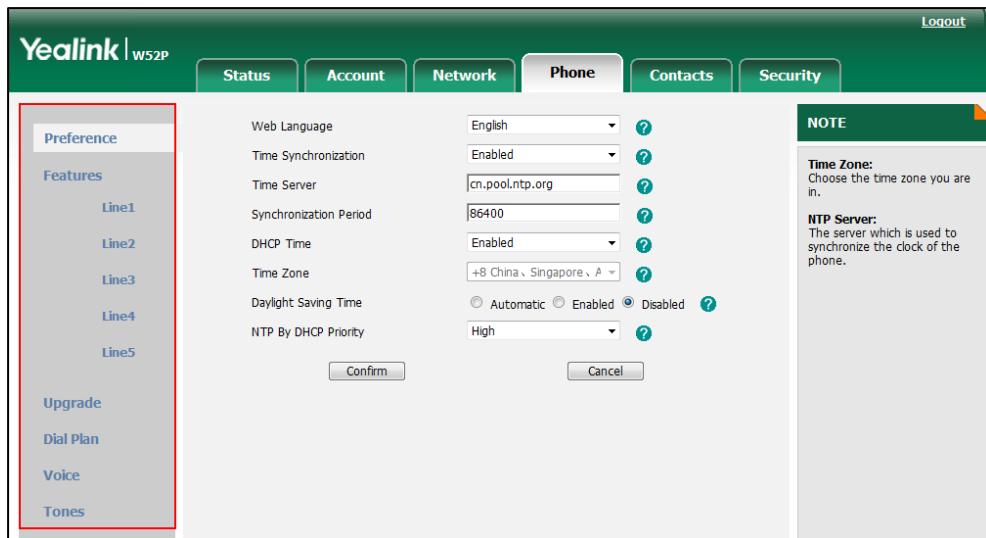 Logout
Yealink | W52P
Status Account Network Phone Contacts Security
Preference
Features
Line1
Line2
Line3
Line4
Line5
Upgrade
Dial Plan
Voice
Tones
Web Language English
Time Synchronization Enabled
Time Server cn.pool.ntp.org
Synchronization Period 86400
DHCP Time Enabled
Time Zone +8 China、Singapore、A
Daylight Saving Time Automatic Enabled Disabled
NTP By DHCP Priority High
Confirm Cancel
NOTE
Time Zone:
Choose the time zone you are
in.
NTP Server:
The server which is used to
synchronize the clock of the
phone.